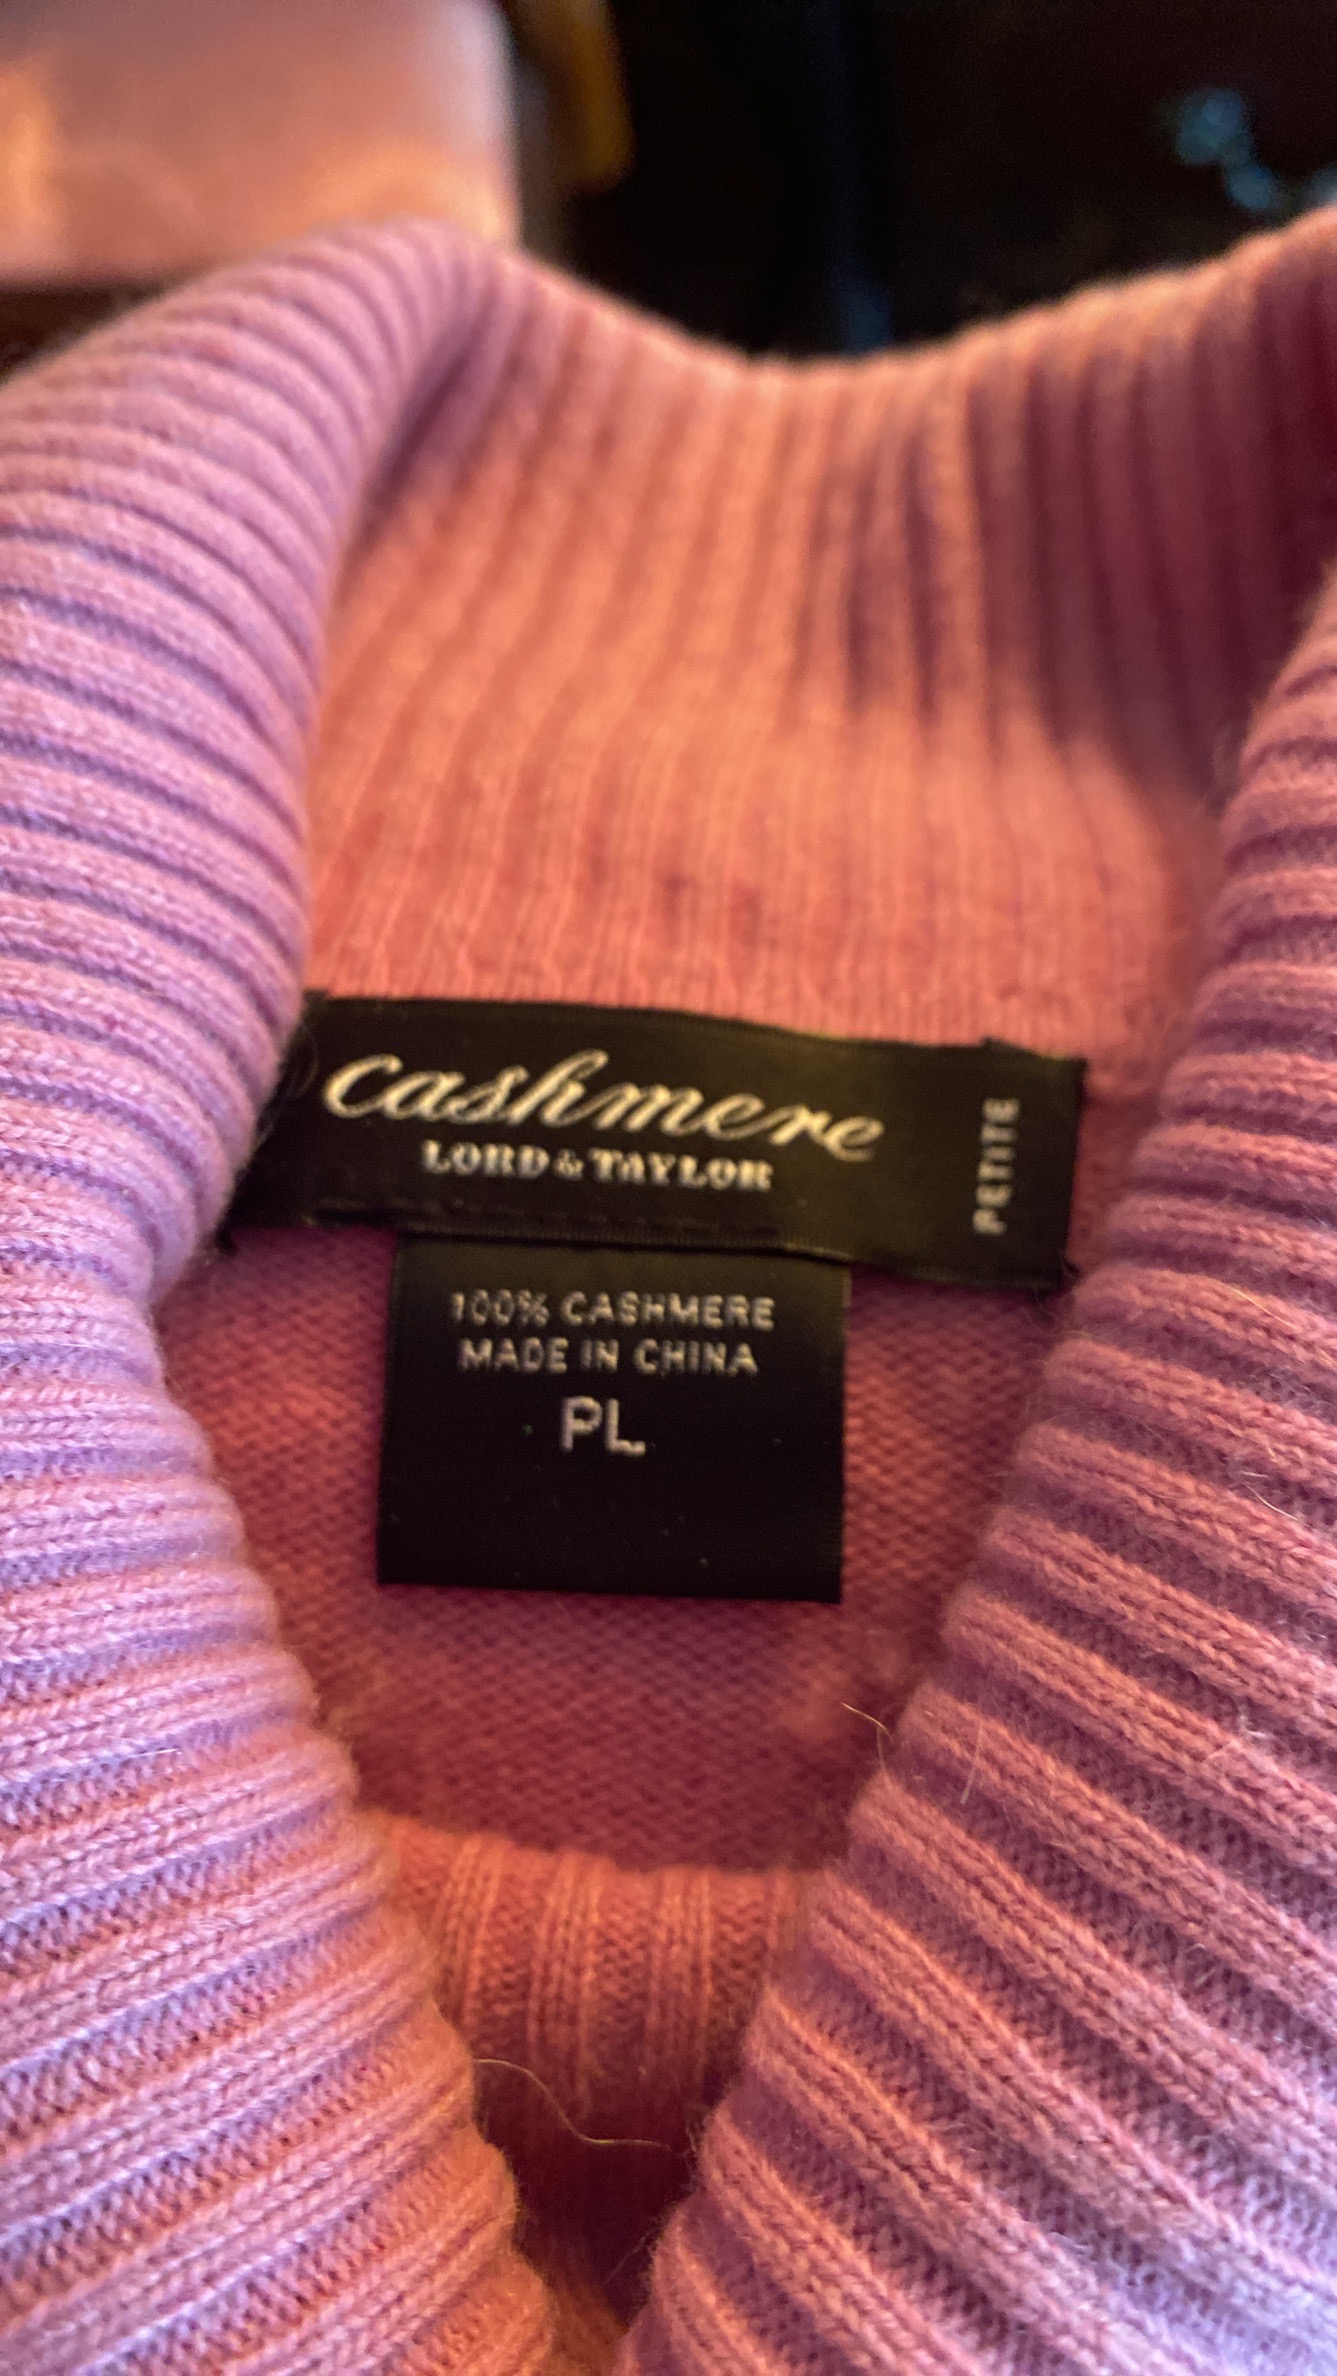 cashmere
LORD & TAYLOR
PETITE
100% CASHMERE
MADE IN CHINA
PL